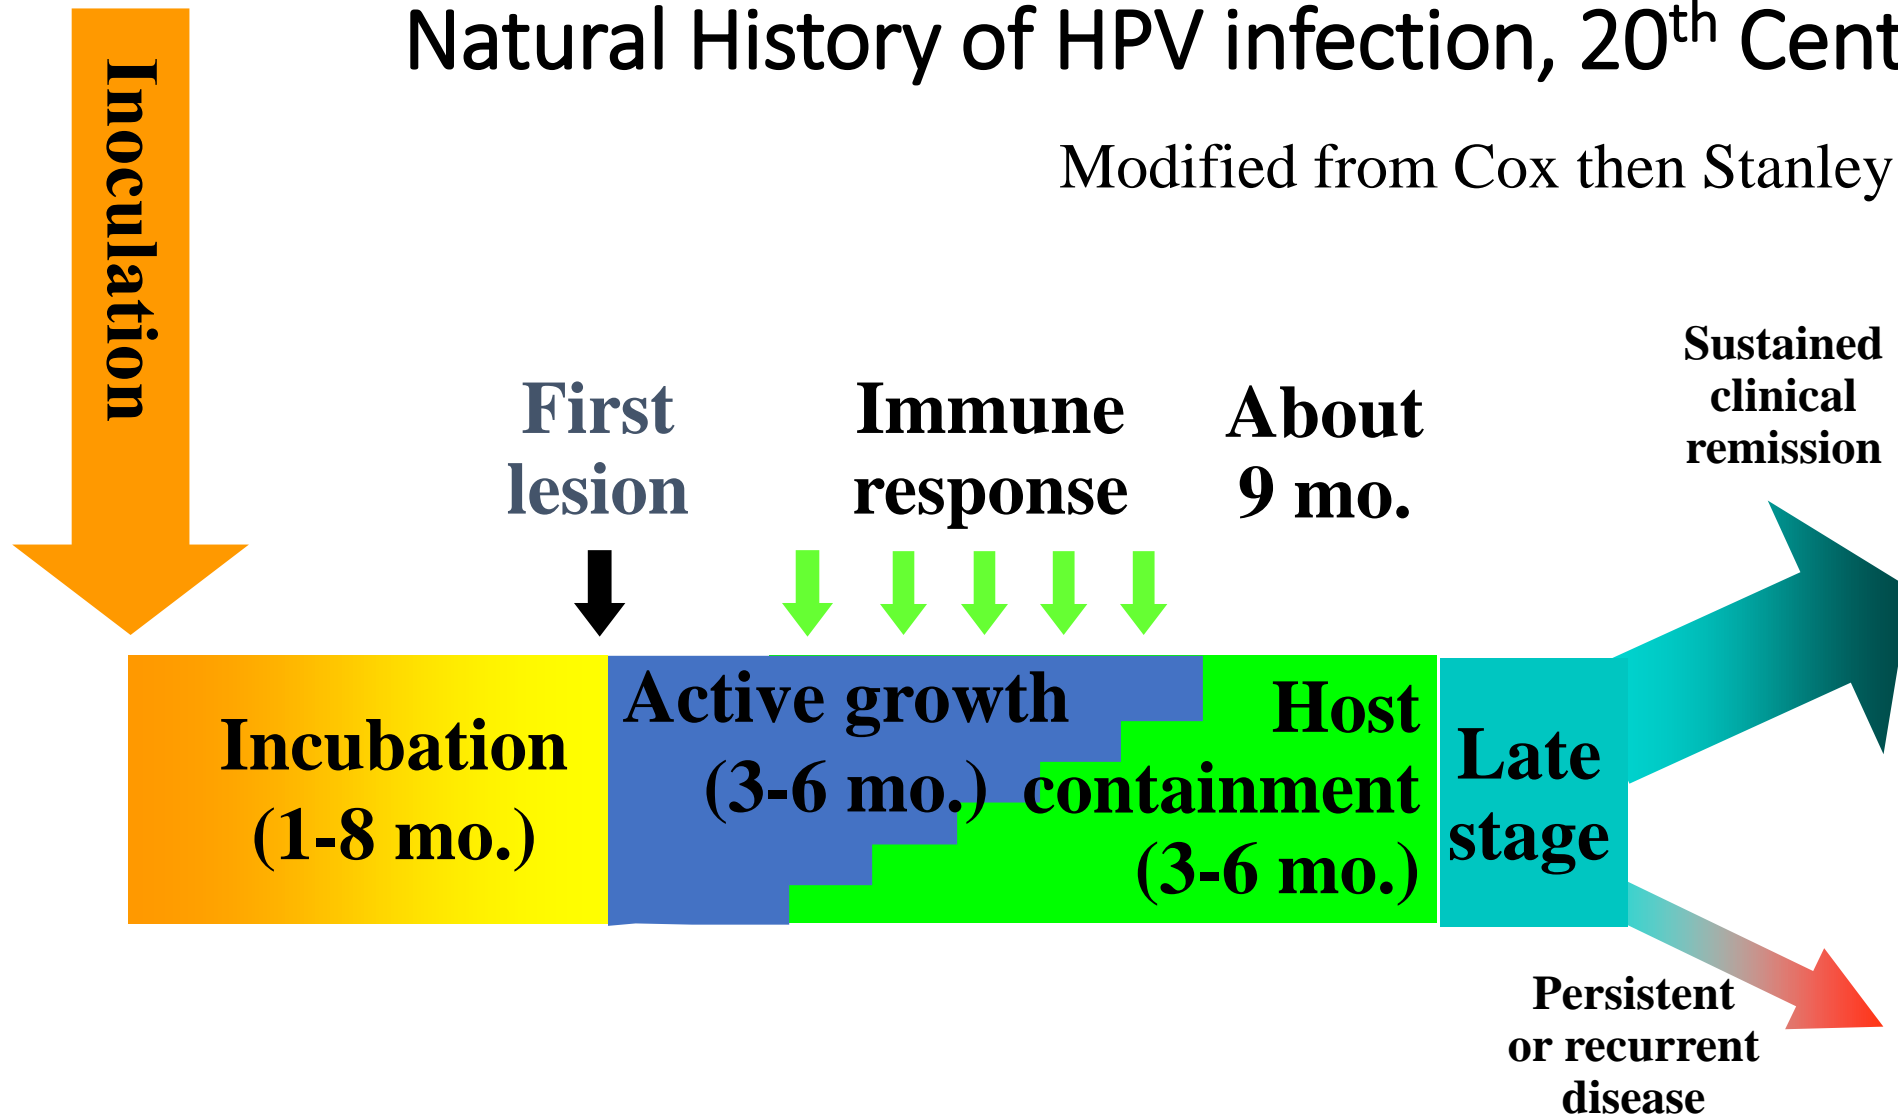 Natural History of HPV infection, 20th Cent
Modified from Cox then Stanley
Inoculation
First
lesion
Immune
response
About
9 mo.
Sustained
clinical
remission
Incubation
(1-8 mo.)
Active growth
(3-6 mo.)
Host
containment
(3-6 mo.)
Late
stage
Persistent
or recurrent
disease